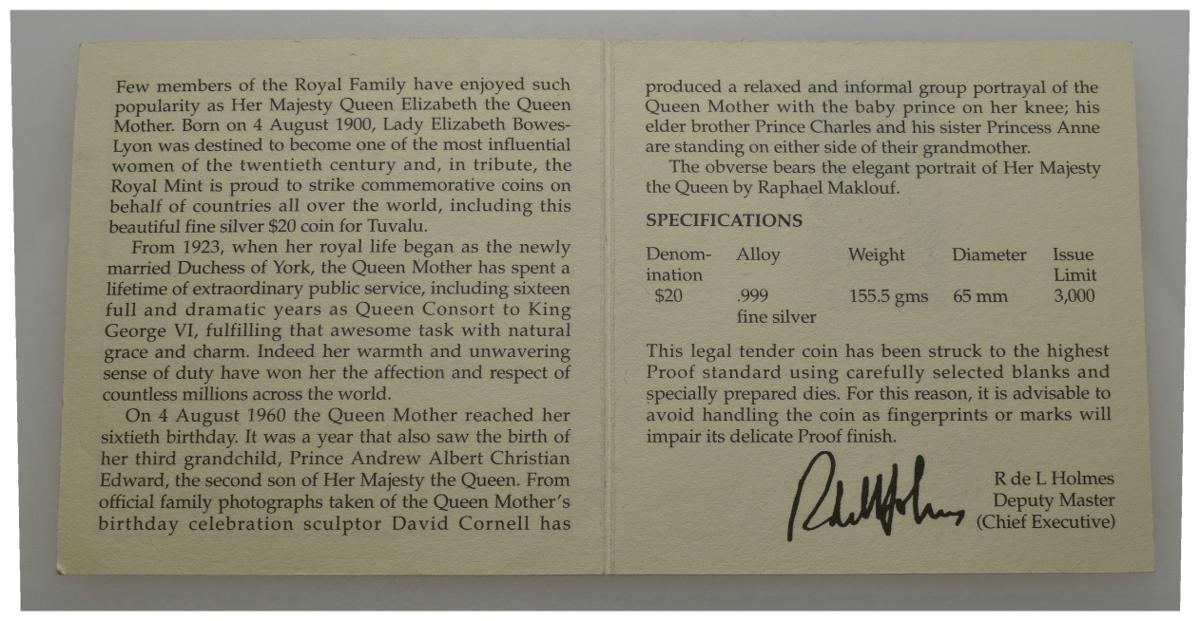 Few members of the Royal Family have enjoyed such
popularity as Her Majesty Queen Elizabeth the Queen
Mother. Born on 4 August 1900, Lady Elizabeth Bowes-
Lyon was destined to become one of the most influential
women of the twentieth century and, in tribute, the
Royal Mint is proud to strike commemorative coins on
behalf of countries all over the world, including this
beautiful fine silver $20 coin for Tuvalu.
From 1923, when her royal life began as the newly
married Duchess of York, the Queen Mother has spent a
lifetime of extraordinary public service, including sixteen
full and dramatic years as Queen Consort to King
George VI, fulfilling that awesome task with natural
grace and charm. Indeed her warmth and unwavering
sense of duty have won her the affection and respect of
countless millions across the world.
On 4 August 1960 the Queen Mother reached her
sixtieth birthday. It was a year that also saw the birth of
her third grandchild, Prince Andrew Albert Christian
Edward, the second son of Her Majesty the Queen. From
official family photographs taken of the Queen Mother's
birthday celebration sculptor David Cornell has
produced a relaxed and informal group portrayal of the
Queen Mother with the baby prince on her knee; his
elder brother Prince Charles and his sister Princess Anne
are standing on either side of their grandmother.
The obverse bears the elegant portrait of Her Majesty
the Queen by Raphael Maklouf.
SPECIFICATIONS
Denom- Alloy Weight Diameter Issue
ination Limit
$20 .999 155.5 gms 65 mm 3,000
fine silver
This legal tender coin has been struck to the highest
Proof standard using carefully selected blanks and
specially prepared dies. For this reason, it is advisable to
avoid handling the coin as fingerprints or marks will
impair its delicate Proof finish.
RdeLHolmes
R de L Holmes
Deputy Master
(Chief Executive)